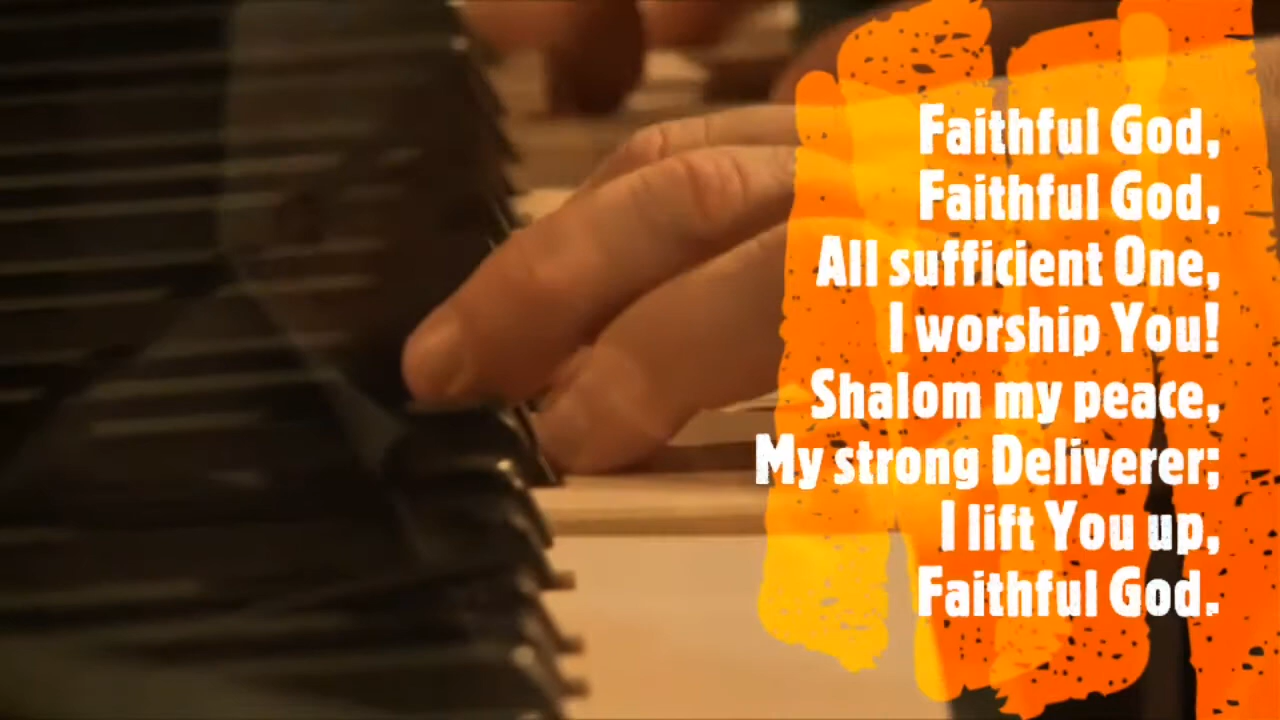 Faithful God,
Faithful God,
All sufficient One,
I worship You!
Shalom my peace,
My strong Deliverer;
I lift You up,
Faithful God.